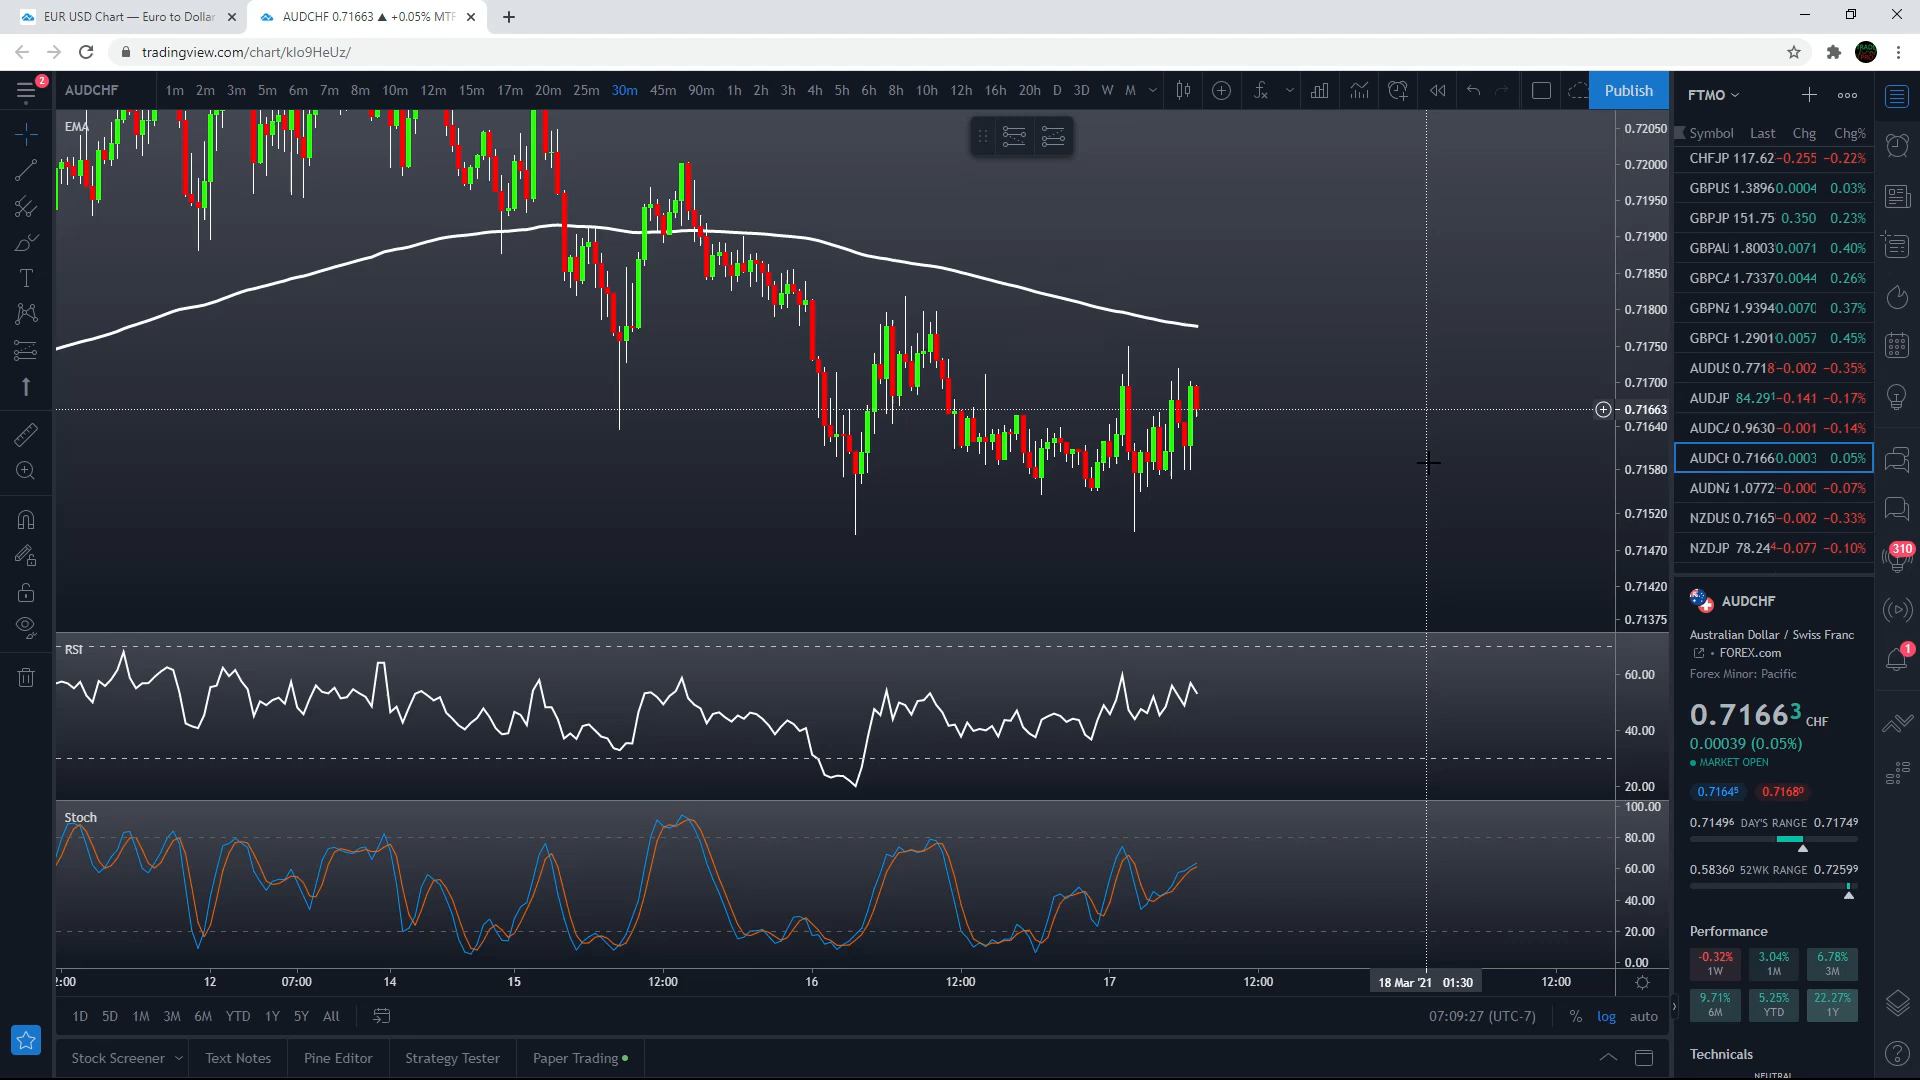 EUR USD Chart — Euro to Dollar
AUDCHF 0.71663 ▲ +0.05% MTF
tradingview.com/chart/klo9HeUz/
2
AUDCHF
1m 2m 3m 5m 6m 7m 8m 10m 12m 15m 17m 20m 25m 30m 45m 90m 1h 2h 3h 4h 5h 6h 8h 10h 12h 16h 20h D 3D W M
Publish
FTMO
Symbol Last Chg Chg%
CHFJP 117.62 -0.255 -0.22%
GBPUS 1.3896 0.0004 0.03%
GBPJP 151.75 0.350 0.23%
GBPAU 1.8003 0.0071 0.40%
GBPCA 1.7337 0.0044 0.26%
GBPNZ 1.9394 0.0070 0.37%
GBPCH 1.2901 0.0057 0.45%
AUDUS 0.7718 -0.002 -0.35%
AUDJP 84.291 -0.141 -0.17%
AUDCA 0.9630 -0.001 -0.14%
AUDCH 0.7166 0.0003 0.05%
AUDNZ 1.0772 -0.000 -0.07%
NZDUS 0.7165 -0.002 -0.33%
NZDJP 78.244 -0.077 -0.10%
EMA
0.72050
0.72000
0.71950
0.71900
0.71850
0.71800
0.71750
0.71700
0.71663
0.71640
0.71580
0.71520
0.71470
0.71420
0.71375
RSI
60.00
40.00
20.00
Stoch
100.00
80.00
60.00
40.00
20.00
0.00
2:00 12 07:00 14 15 12:00 16 12:00 17 12:00 18 Mar '21 01:30 12:00
310
1
AUDCHF
Australian Dollar / Swiss Franc
• FOREX.com
Forex Minor: Pacific
0.71663 CHF
0.00039 (0.05%)
● MARKET OPEN
0.71645 0.71680
0.71496 DAY'S RANGE 0.71749
0.58360 52WK RANGE 0.72599
Performance
-0.32% 3.04% 6.78%
1W 1M 3M
9.71% 5.25% 22.27%
6M YTD 1Y
Technicals
NEUTRAL
1D 5D 1M 3M 6M YTD 1Y 5Y All
07:09:27 (UTC-7) % log auto
Stock Screener Text Notes Pine Editor Strategy Tester Paper Trading